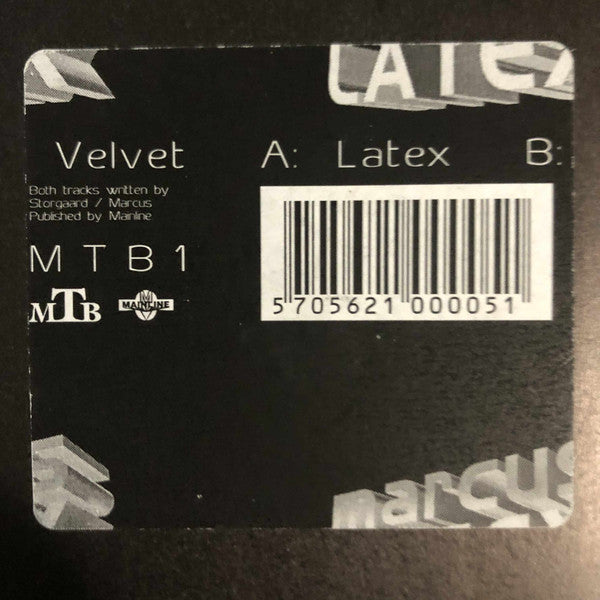 LATEX
Velvet A: Latex B:
Both tracks written by
Storgaard / Marcus
Published by Mainline
MTB1
MTB MAINLINE
5 705621 000051
marcus